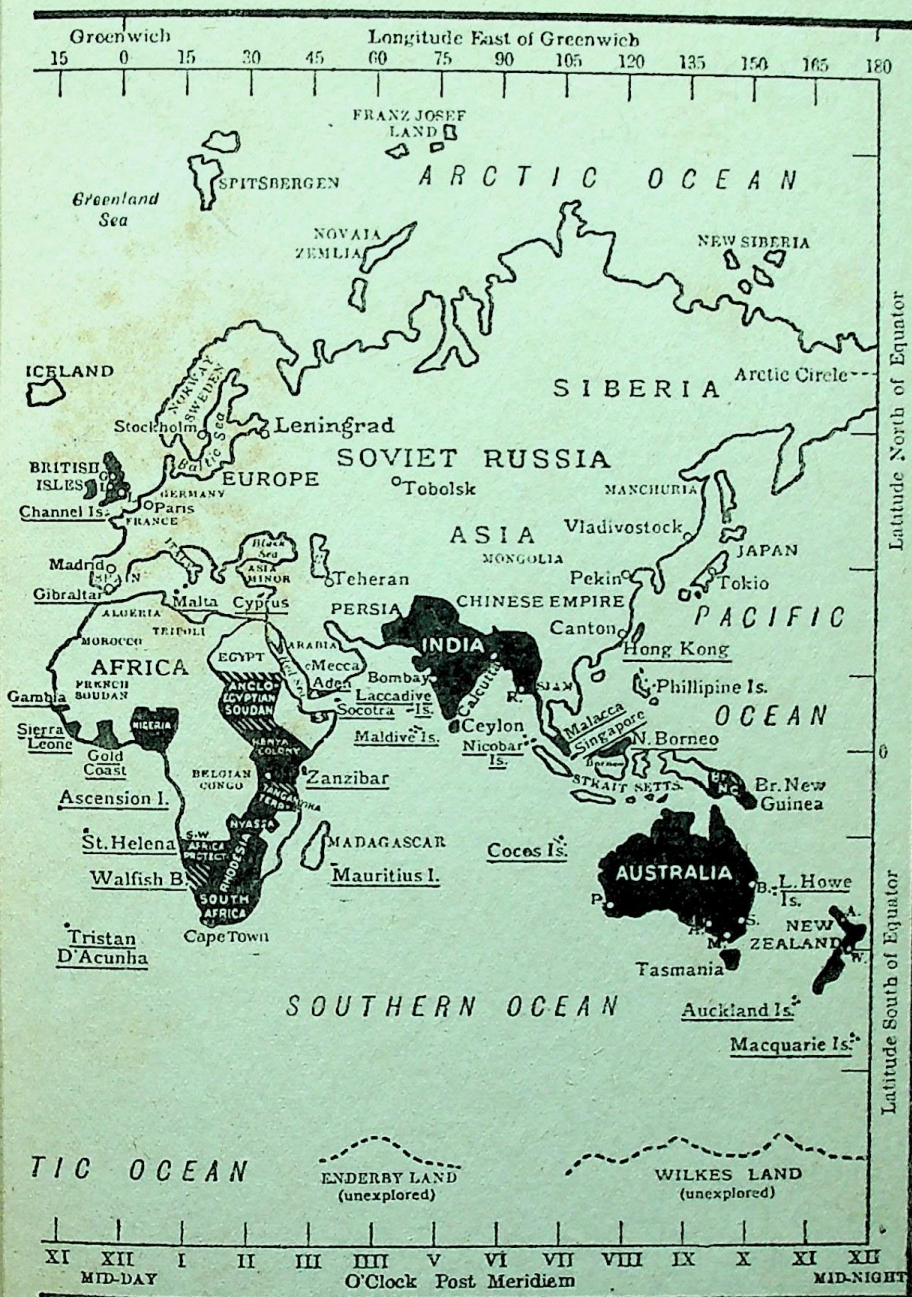 Greenwich Longitude East of Greenwich
15 0 15 30 45 60 75 90 105 120 135 150 165 180
FRANZ JOSEF
LAND
ARCTIC OCEAN
SPITSBERGEN
Greenland
Sea
NOVAIA
ZEMLIA
NEW SIBERIA
ICELAND
NORWAY
SWEDEN
SIBERIA
Arctic Circle
Stockholm
Baltic Sea
Leningrad
SOVIET RUSSIA
BRITISH
ISLES
EUROPE
Tobolsk
GERMANY
MANCHURIA
Channel Is.
Paris
FRANCE
ASIA
Vladivostock
MONGOLIA
JAPAN
Madrid
SPAIN
ITALY
Black
Sea
ASIA
MINOR
Teheran
Pekin
Tokio
Gibraltar
Malta
Cyprus
PERSIA
CHINESE EMPIRE
PACIFIC
ALGERIA
TRIPOLI
MOROCCO
Canton
Hong Kong
AFRICA
EGYPT
Red Sea
ARABIA
Mecca
Aden
INDIA
Bombay
Calcutta
R.
SIAM
Phillipine Is.
FRENCH
SOUDAN
ANGLO-
EGYPTIAN
SOUDAN
Gambia
Laccadive
Is.
Socotra
Malacca
Singapore
OCEAN
Sierra
Leone
NIGERIA
Maldive Is.
Ceylon
N. Borneo
Gold
Coast
KENYA
COLONY
Nicobar
Is.
Borneo
0
BELGIAN
CONGO
Zanzibar
STRAIT SETTS.
BR.
N.G.
Br. New
Guinea
Ascension I.
TANGANYIKA
TERR.
NYASSA
St. Helena
S.W.
AFRICA
PROTECT.
RHODESIA
MADAGASCAR
Cocos Is.
Walfish B.
Mauritius I.
AUSTRALIA
B.
L. Howe
Is.
SOUTH
AFRICA
P.
A.
M.
S.
NEW
ZEALAND
A.
W.
Tristan
D'Acunha
Cape Town
Tasmania
SOUTHERN OCEAN
Auckland Is.
Macquarie Is.
TIC OCEAN
ENDERBY LAND
(unexplored)
WILKES LAND
(unexplored)
XI XII I II III IIII V VI VII VIII IX X XI XII
MID-DAY O'Clock Post Meridiem MID-NIGHT
Latitude North of Equator
Latitude South of Equator